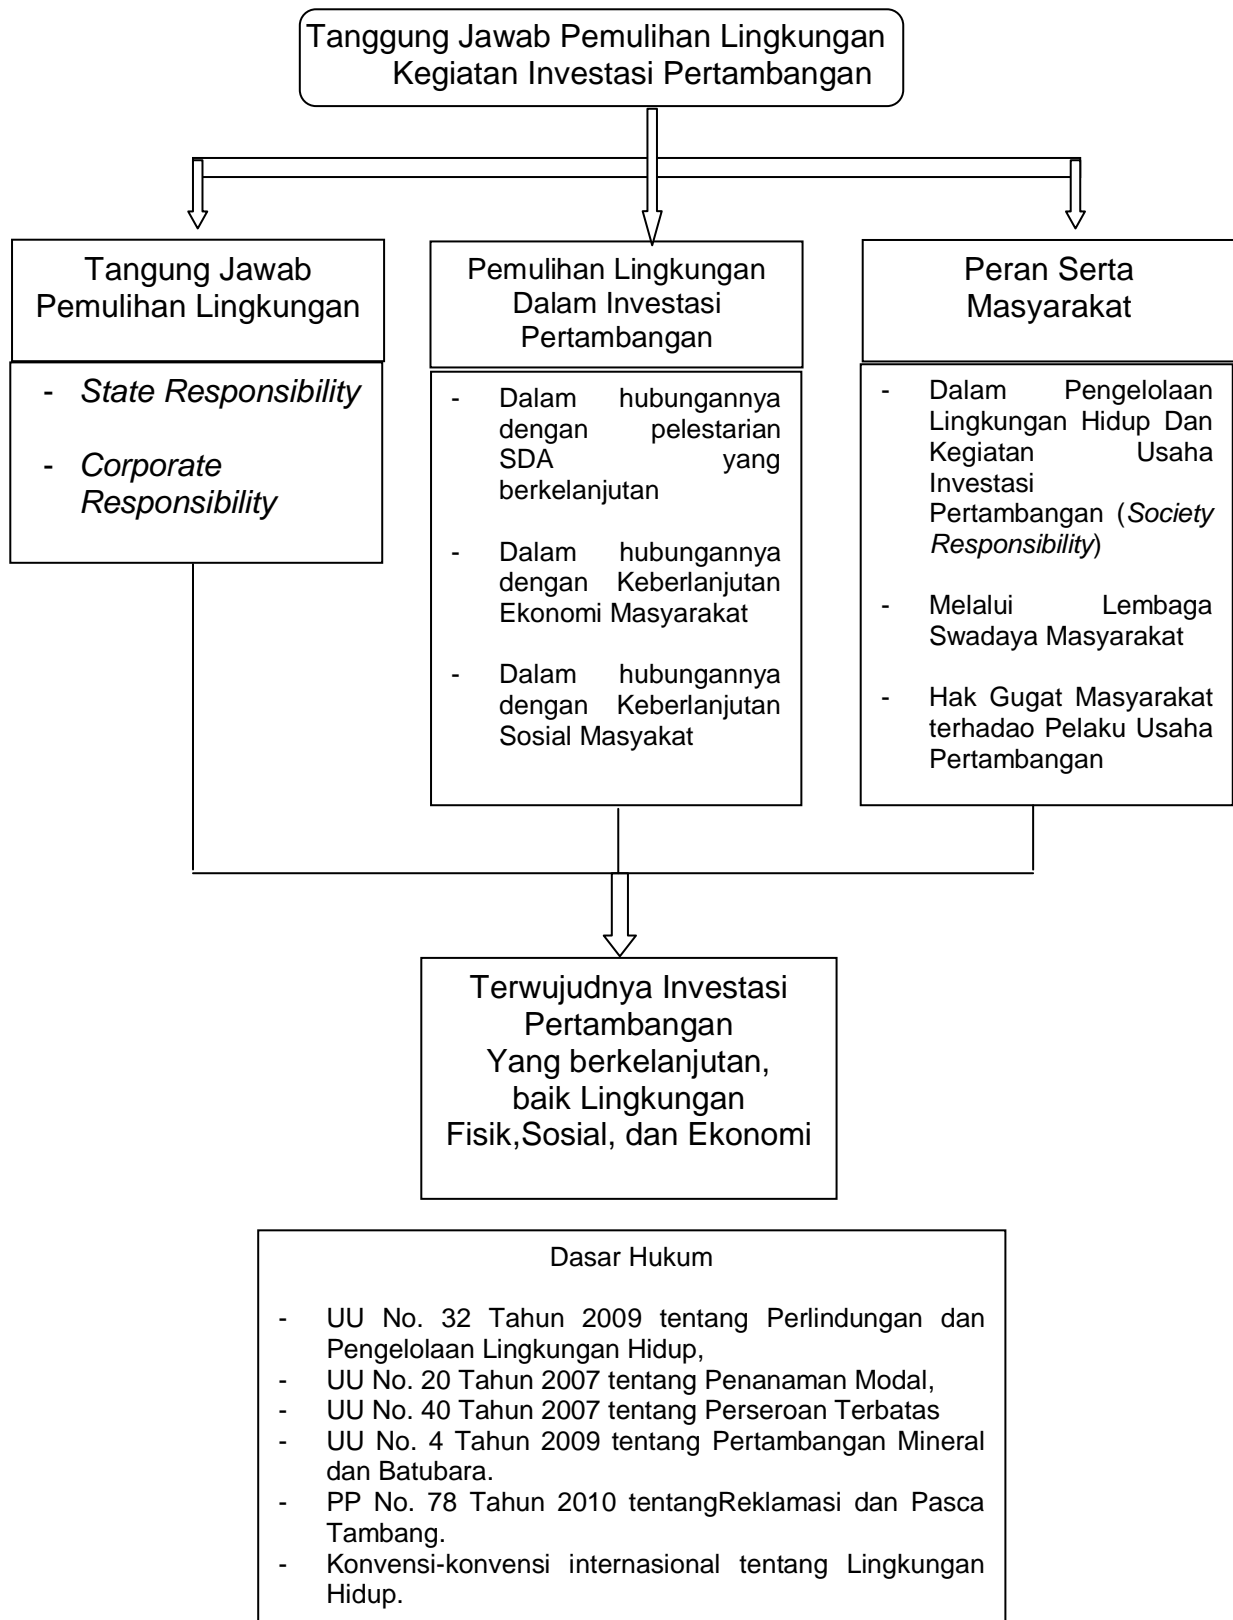 Tanggung Jawab Pemulihan Lingkungan
Kegiatan Investasi Pertambangan
Tangung Jawab
Pemulihan Lingkungan
- State Responsibility
- Corporate
Responsibility
Pemulihan Lingkungan
Dalam Investasi
Pertambangan
- Dalam hubungannya
dengan pelestarian
SDA yang
berkelanjutan
- Dalam hubungannya
dengan Keberlanjutan
Ekonomi Masyarakat
- Dalam hubungannya
dengan Keberlanjutan
Sosial Masyakat
Peran Serta
Masyarakat
- Dalam Pengelolaan
Lingkungan Hidup Dan
Kegiatan Usaha
Investasi
Pertambangan (Society
Responsibility)
- Melalui Lembaga
Swadaya Masyarakat
- Hak Gugat Masyarakat
terhadao Pelaku Usaha
Pertambangan
Terwujudnya Investasi
Pertambangan
Yang berkelanjutan,
baik Lingkungan
Fisik,Sosial, dan Ekonomi
Dasar Hukum
- UU No. 32 Tahun 2009 tentang Perlindungan dan
Pengelolaan Lingkungan Hidup,
- UU No. 20 Tahun 2007 tentang Penanaman Modal,
- UU No. 40 Tahun 2007 tentang Perseroan Terbatas
- UU No. 4 Tahun 2009 tentang Pertambangan Mineral
dan Batubara.
- PP No. 78 Tahun 2010 tentangReklamasi dan Pasca
Tambang.
- Konvensi-konvensi internasional tentang Lingkungan
Hidup.